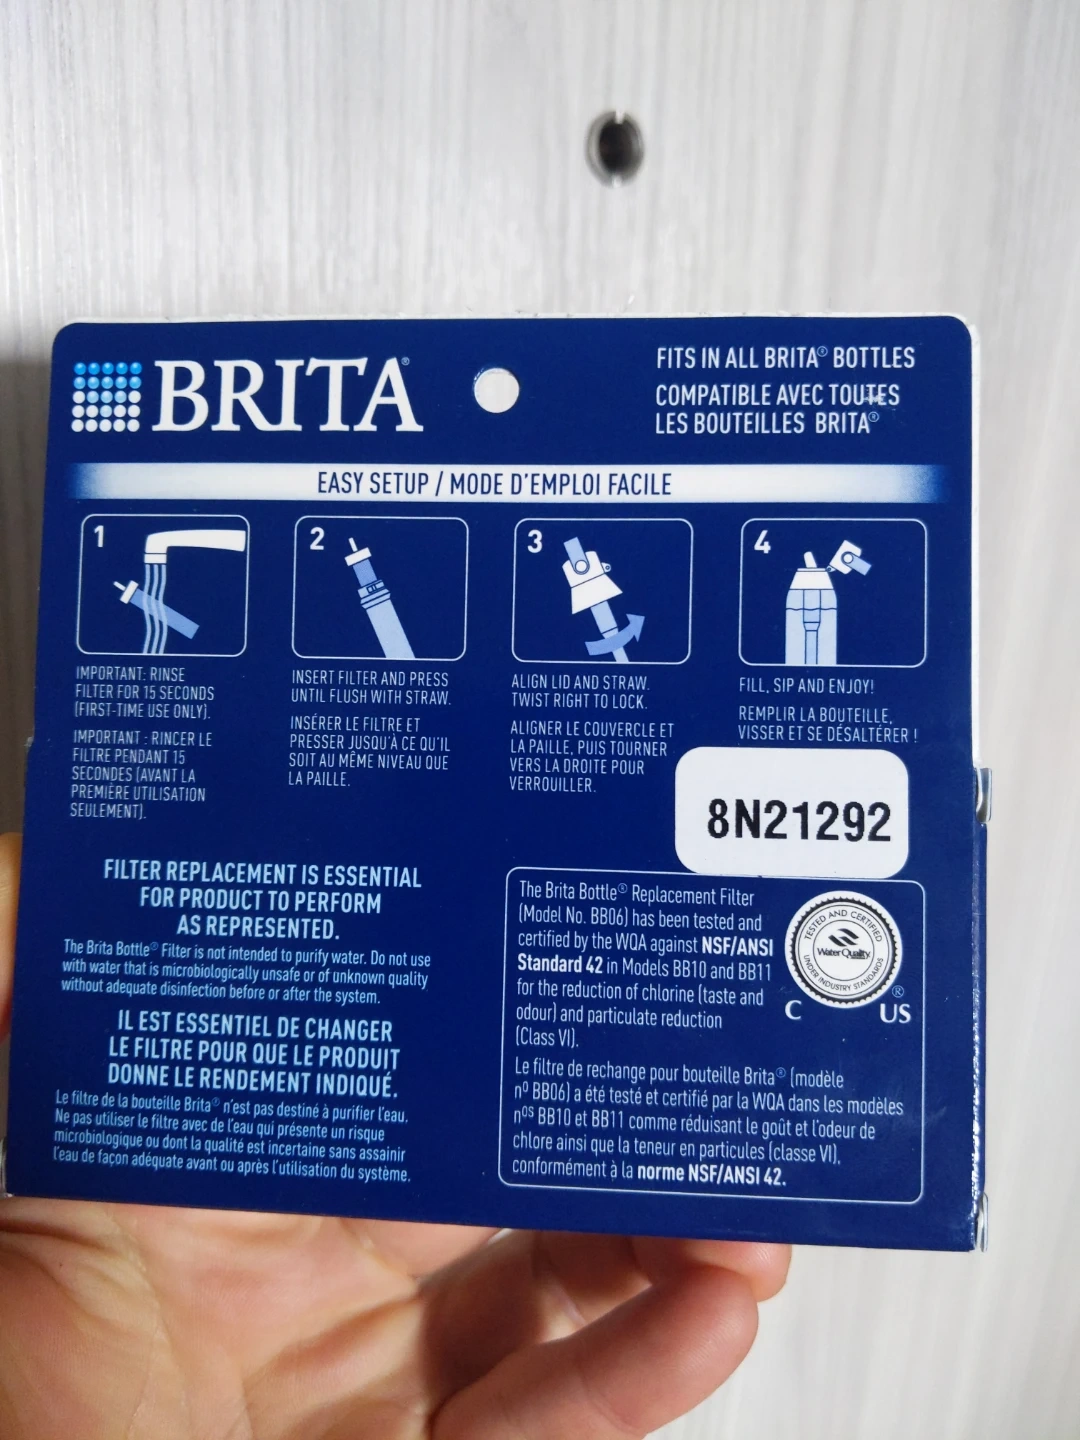 BRITA®
FITS IN ALL BRITA® BOTTLES
COMPATIBLE AVEC TOUTES
LES BOUTEILLES BRITA®
EASY SETUP / MODE D'EMPLOI FACILE
1
IMPORTANT: RINSE
FILTER FOR 15 SECONDS
(FIRST-TIME USE ONLY).
IMPORTANT : RINCER LE
FILTRE PENDANT 15
SECONDES (AVANT LA
PREMIÈRE UTILISATION
SEULEMENT).
2
INSERT FILTER AND PRESS
UNTIL FLUSH WITH STRAW.
INSÉRER LE FILTRE ET
PRESSER JUSQU'À CE QU'IL
SOIT AU MÊME NIVEAU QUE
LA PAILLE.
3
ALIGN LID AND STRAW.
TWIST RIGHT TO LOCK.
ALIGNER LE COUVERCLE ET
LA PAILLE, PUIS TOURNER
VERS LA DROITE POUR
VERROUILLER.
4
FILL, SIP AND ENJOY!
REMPLIR LA BOUTEILLE,
VISSER ET SE DÉSALTÉRER !
8N21292
FILTER REPLACEMENT IS ESSENTIAL
FOR PRODUCT TO PERFORM
AS REPRESENTED.
The Brita Bottle® Filter is not intended to purify water. Do not use
with water that is microbiologically unsafe or of unknown quality
without adequate disinfection before or after the system.
IL EST ESSENTIEL DE CHANGER
LE FILTRE POUR QUE LE PRODUIT
DONNE LE RENDEMENT INDIQUÉ.
Le filtre de la bouteille Brita® n'est pas destiné à purifier l'eau.
Ne pas utiliser le filtre avec de l'eau qui présente un risque
microbiologique ou dont la qualité est incertaine sans assainir
l'eau de façon adéquate avant ou après l'utilisation du système.
The Brita Bottle® Replacement Filter
(Model No. BB06) has been tested and
certified by the WQA against NSF/ANSI
Standard 42 in Models BB10 and BB11
for the reduction of chlorine (taste and
odour) and particulate reduction
(Class VI).
TESTED AND CERTIFIED
Water Quality
UNDER INDUSTRY STANDARDS
®
C US
Le filtre de rechange pour bouteille Brita® (modèle
nº BB06) a été testé et certifié par la WQA dans les modèles
nos BB10 et BB11 comme réduisant le goût et l'odeur de
chlore ainsi que la teneur en particules (classe VI),
conformément à la norme NSF/ANSI 42.